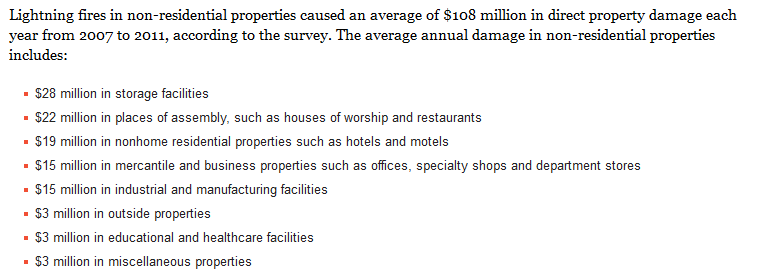 Lightning fires in non-residential properties caused an average of $108 million in direct property damage each
year from 2007 to 2011, according to the survey. The average annual damage in non-residential properties
includes:
▪ $28 million in storage facilities
▪ $22 million in places of assembly, such as houses of worship and restaurants
▪ $19 million in nonhome residential properties such as hotels and motels
▪ $15 million in mercantile and business properties such as offices, specialty shops and department stores
▪ $15 million in industrial and manufacturing facilities
▪ $3 million in outside properties
▪ $3 million in educational and healthcare facilities
▪ $3 million in miscellaneous properties